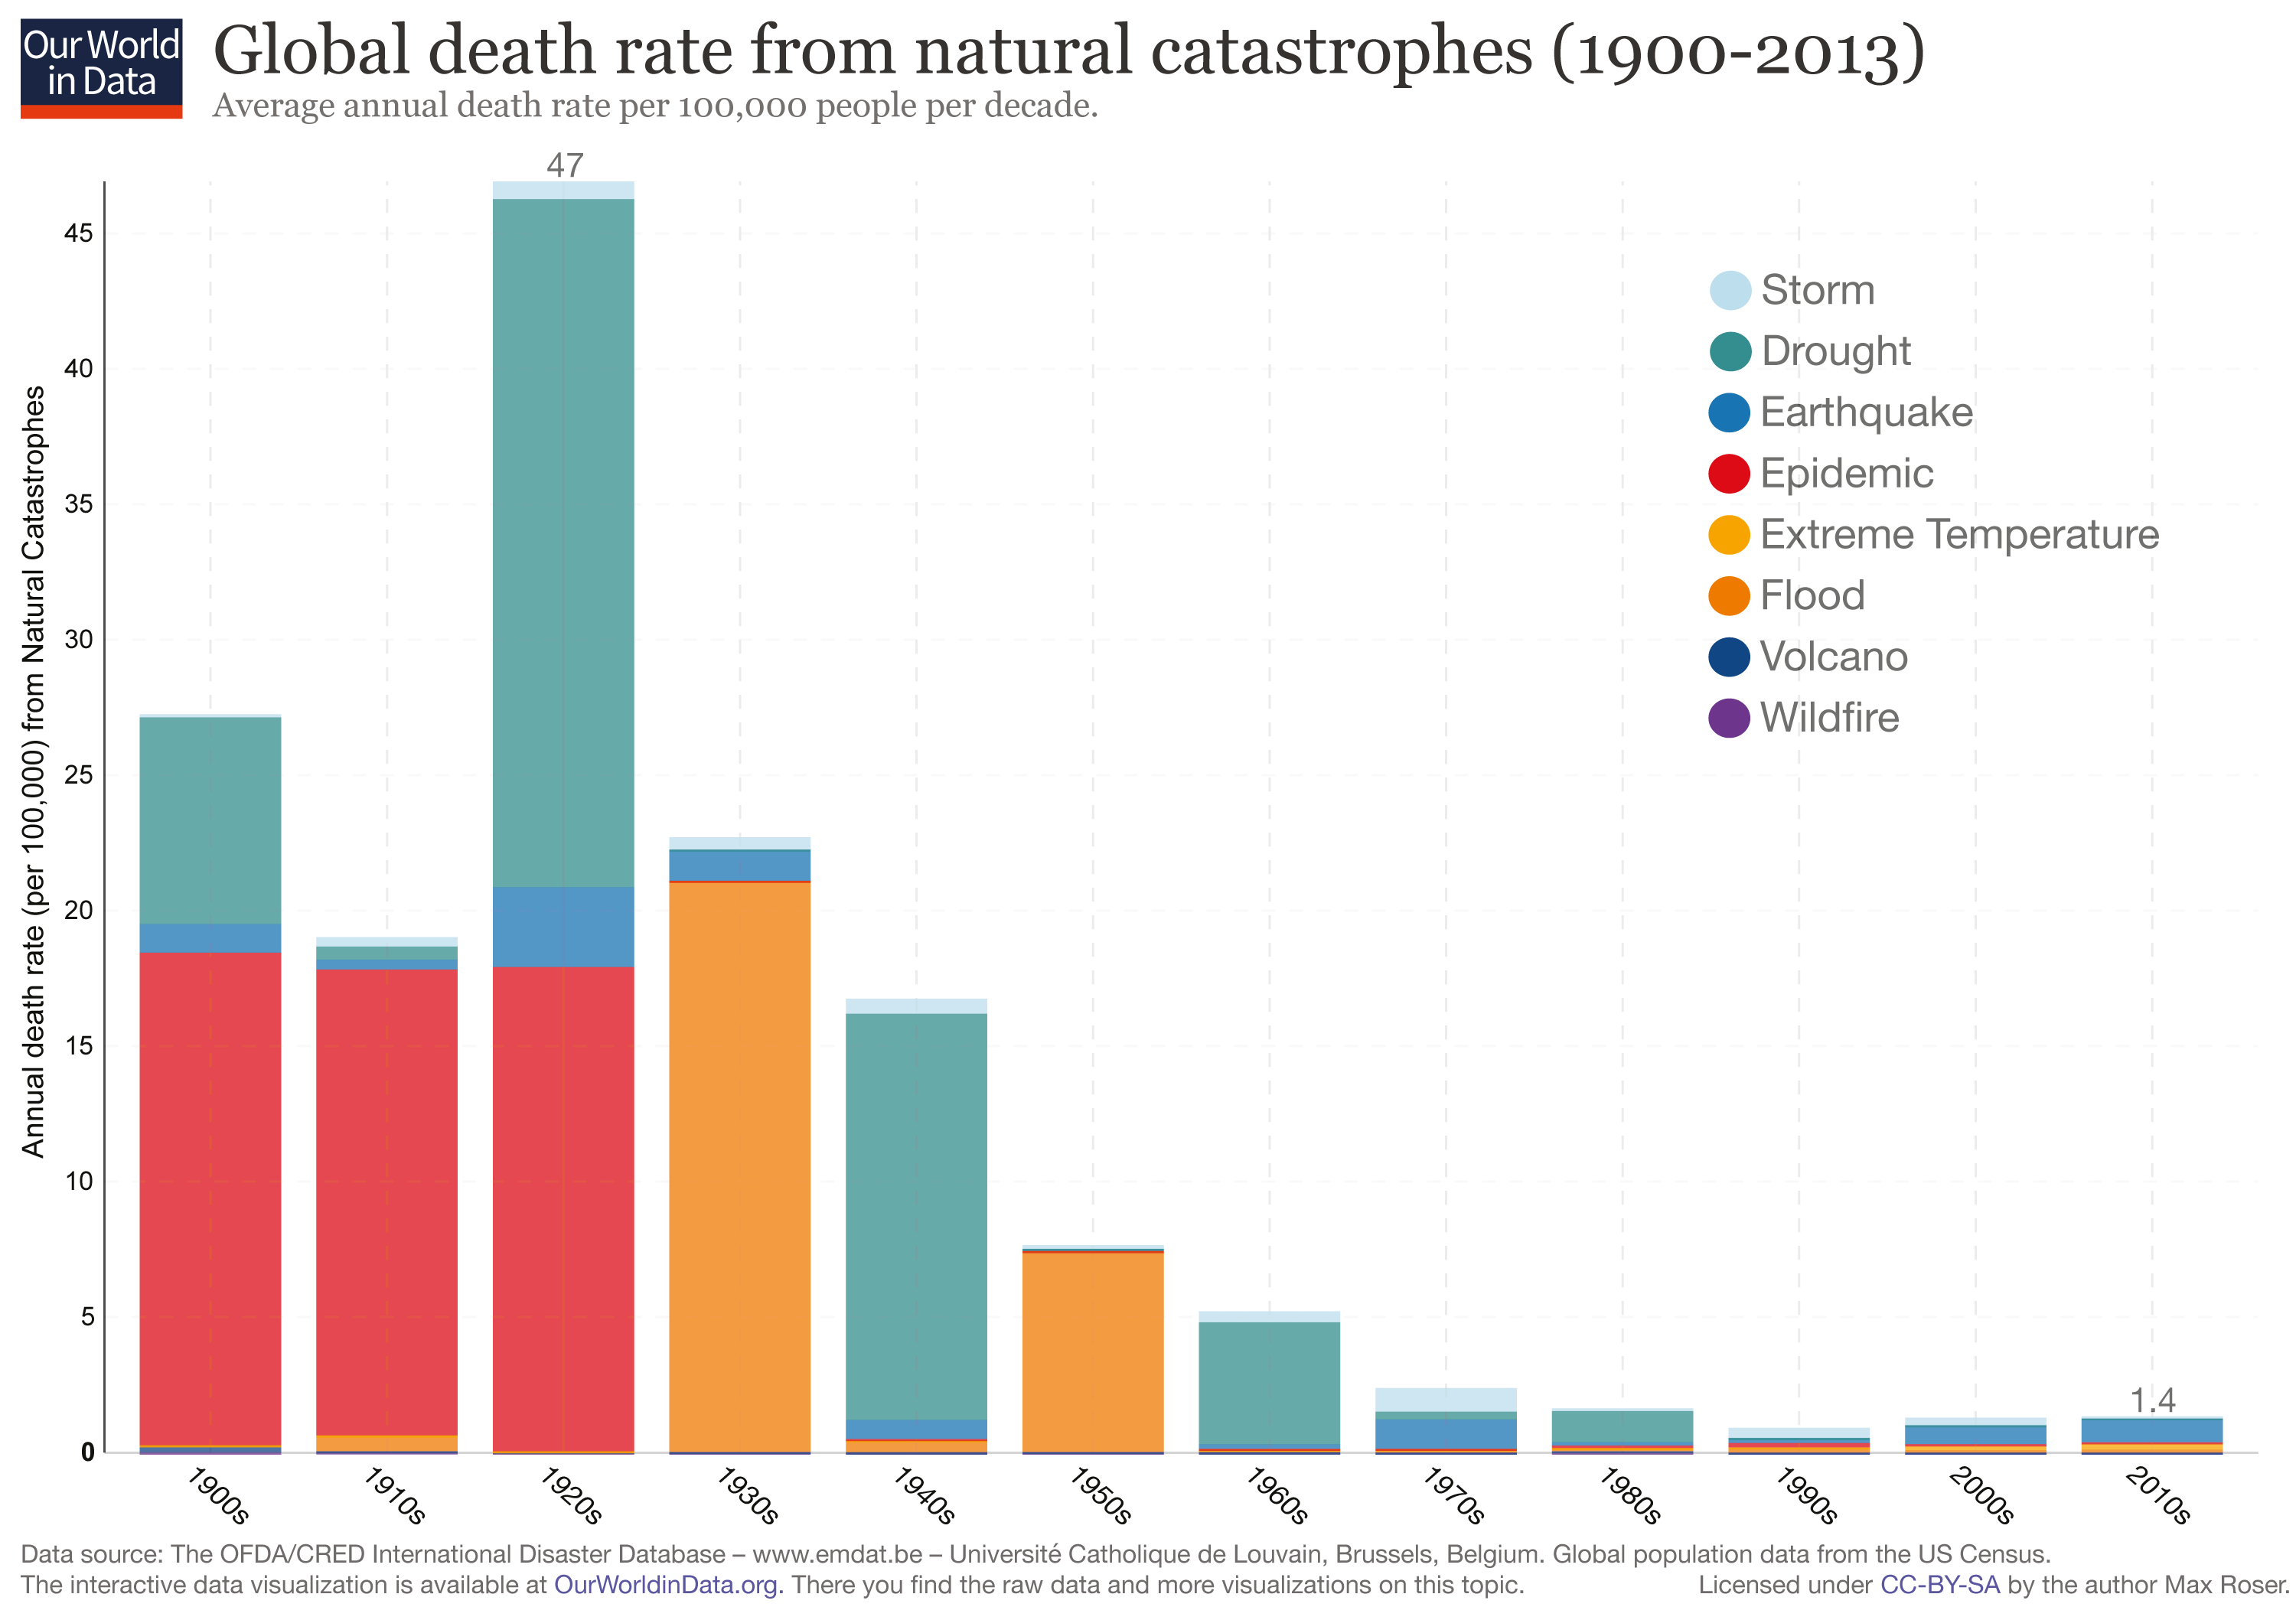 Our World
in Data
Global death rate from natural catastrophes (1900-2013)
Average annual death rate per 100,000 people per decade.
47
45
40
35
30
25
20
15
10
5
0
Annual death rate (per 100,000) from Natural Catastrophes
Storm
Drought
Earthquake
Epidemic
Extreme Temperature
Flood
Volcano
Wildfire
1.4
1900s
1910s
1920s
1930s
1940s
1950s
1960s
1970s
1980s
1990s
2000s
2010s
Data source: The OFDA/CRED International Disaster Database – www.emdat.be – Université Catholique de Louvain, Brussels, Belgium. Global population data from the US Census.
The interactive data visualization is available at OurWorldinData.org. There you find the raw data and more visualizations on this topic.
Licensed under CC-BY-SA by the author Max Roser.